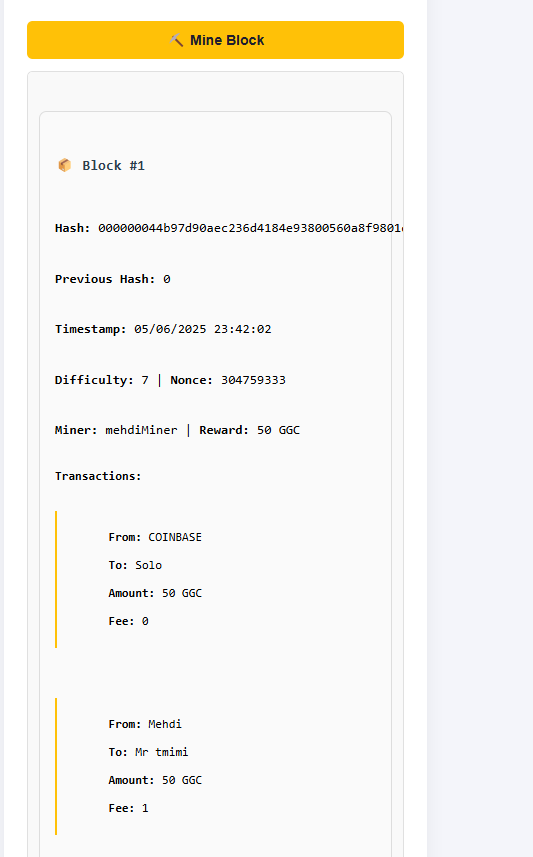 Mine Block
Block #1
Hash: 000000044b97d90aec236d4184e93800560a8f9801
Previous Hash: 0
Timestamp: 05/06/2025 23:42:02
Difficulty: 7 | Nonce: 304759333
Miner: mehdiMiner | Reward: 50 GGC
Transactions:
From: COINBASE
To: Solo
Amount: 50 GGC
Fee: 0
From: Mehdi
To: Mr tmimi
Amount: 50 GGC
Fee: 1